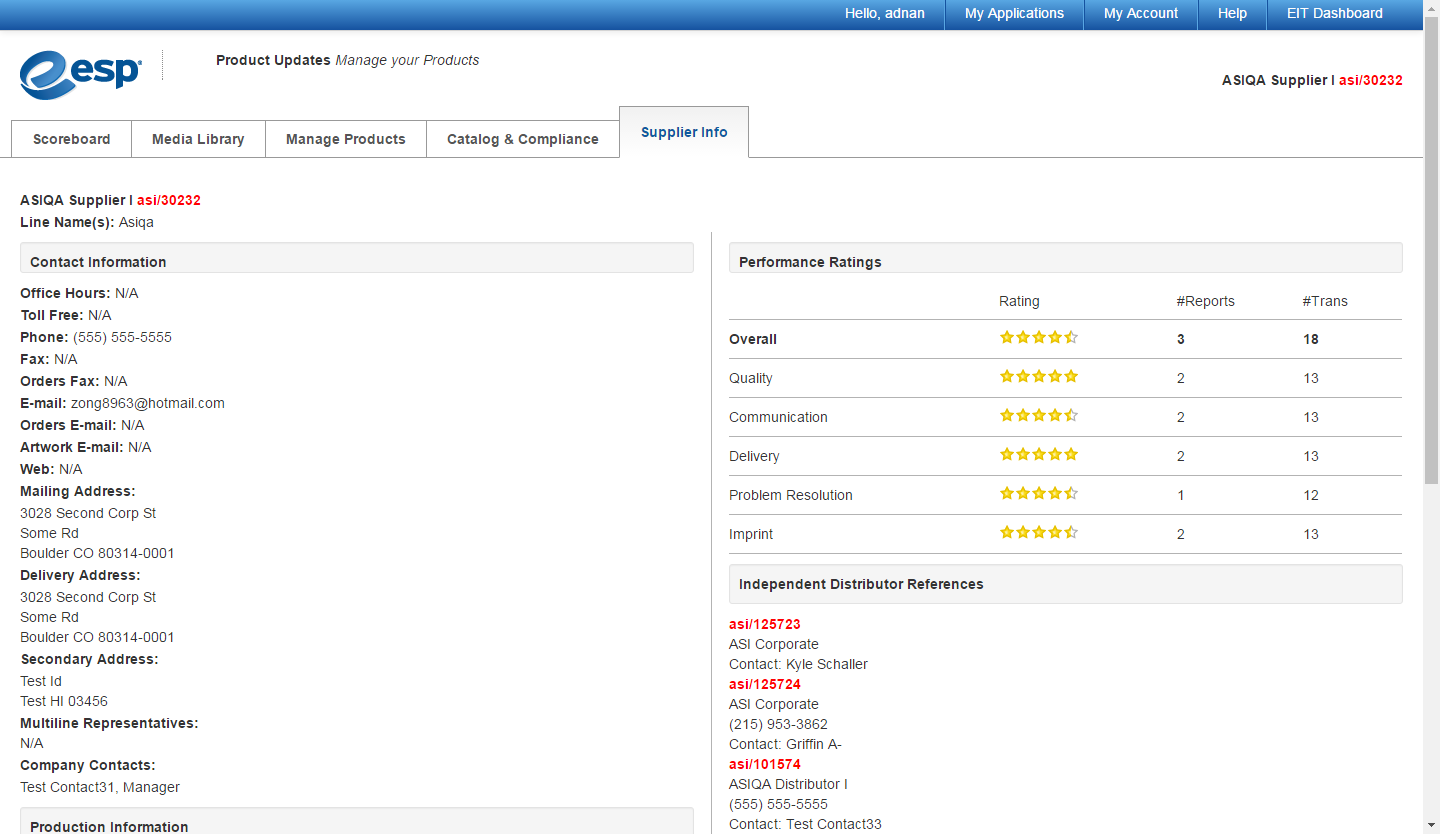 Hello, adnan My Applications My Account Help EIT Dashboard
esp
Product Updates Manage your Products
ASIQA Supplier I asi/30232
Scoreboard Media Library Manage Products Catalog & Compliance Supplier Info
ASIQA Supplier I asi/30232
Line Name(s): Asiqa
Contact Information
Office Hours: N/A
Toll Free: N/A
Phone: (555) 555-5555
Fax: N/A
Orders Fax: N/A
E-mail: zong8963@hotmail.com
Orders E-mail: N/A
Artwork E-mail: N/A
Web: N/A
Mailing Address:
3028 Second Corp St
Some Rd
Boulder CO 80314-0001
Delivery Address:
3028 Second Corp St
Some Rd
Boulder CO 80314-0001
Secondary Address:
Test Id
Test HI 03456
Multiline Representatives:
N/A
Company Contacts:
Test Contact31, Manager
Production Information
Performance Ratings
Rating #Reports #Trans
Overall 3 18
Quality 2 13
Communication 2 13
Delivery 2 13
Problem Resolution 1 12
Imprint 2 13
Independent Distributor References
asi/125723
ASI Corporate
Contact: Kyle Schaller
asi/125724
ASI Corporate
(215) 953-3862
Contact: Griffin A-
asi/101574
ASIQA Distributor I
(555) 555-5555
Contact: Test Contact33